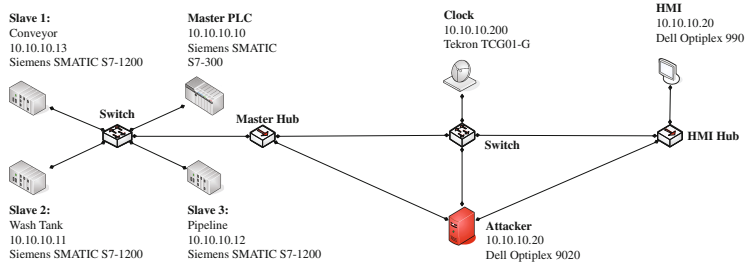 Slave 1:
Conveyor
10.10.10.13
Siemens SMATIC S7-1200
Master PLC
10.10.10.10
Siemens SMATIC
S7-300
Clock
10.10.10.200
Tekron TCG01-G
HMI
10.10.10.20
Dell Optiplex 990
Switch
Master Hub
Switch
HMI Hub
Slave 2:
Wash Tank
10.10.10.11
Siemens SMATIC S7-1200
Slave 3:
Pipeline
10.10.10.12
Siemens SMATIC S7-1200
Attacker
10.10.10.20
Dell Optiplex 9020